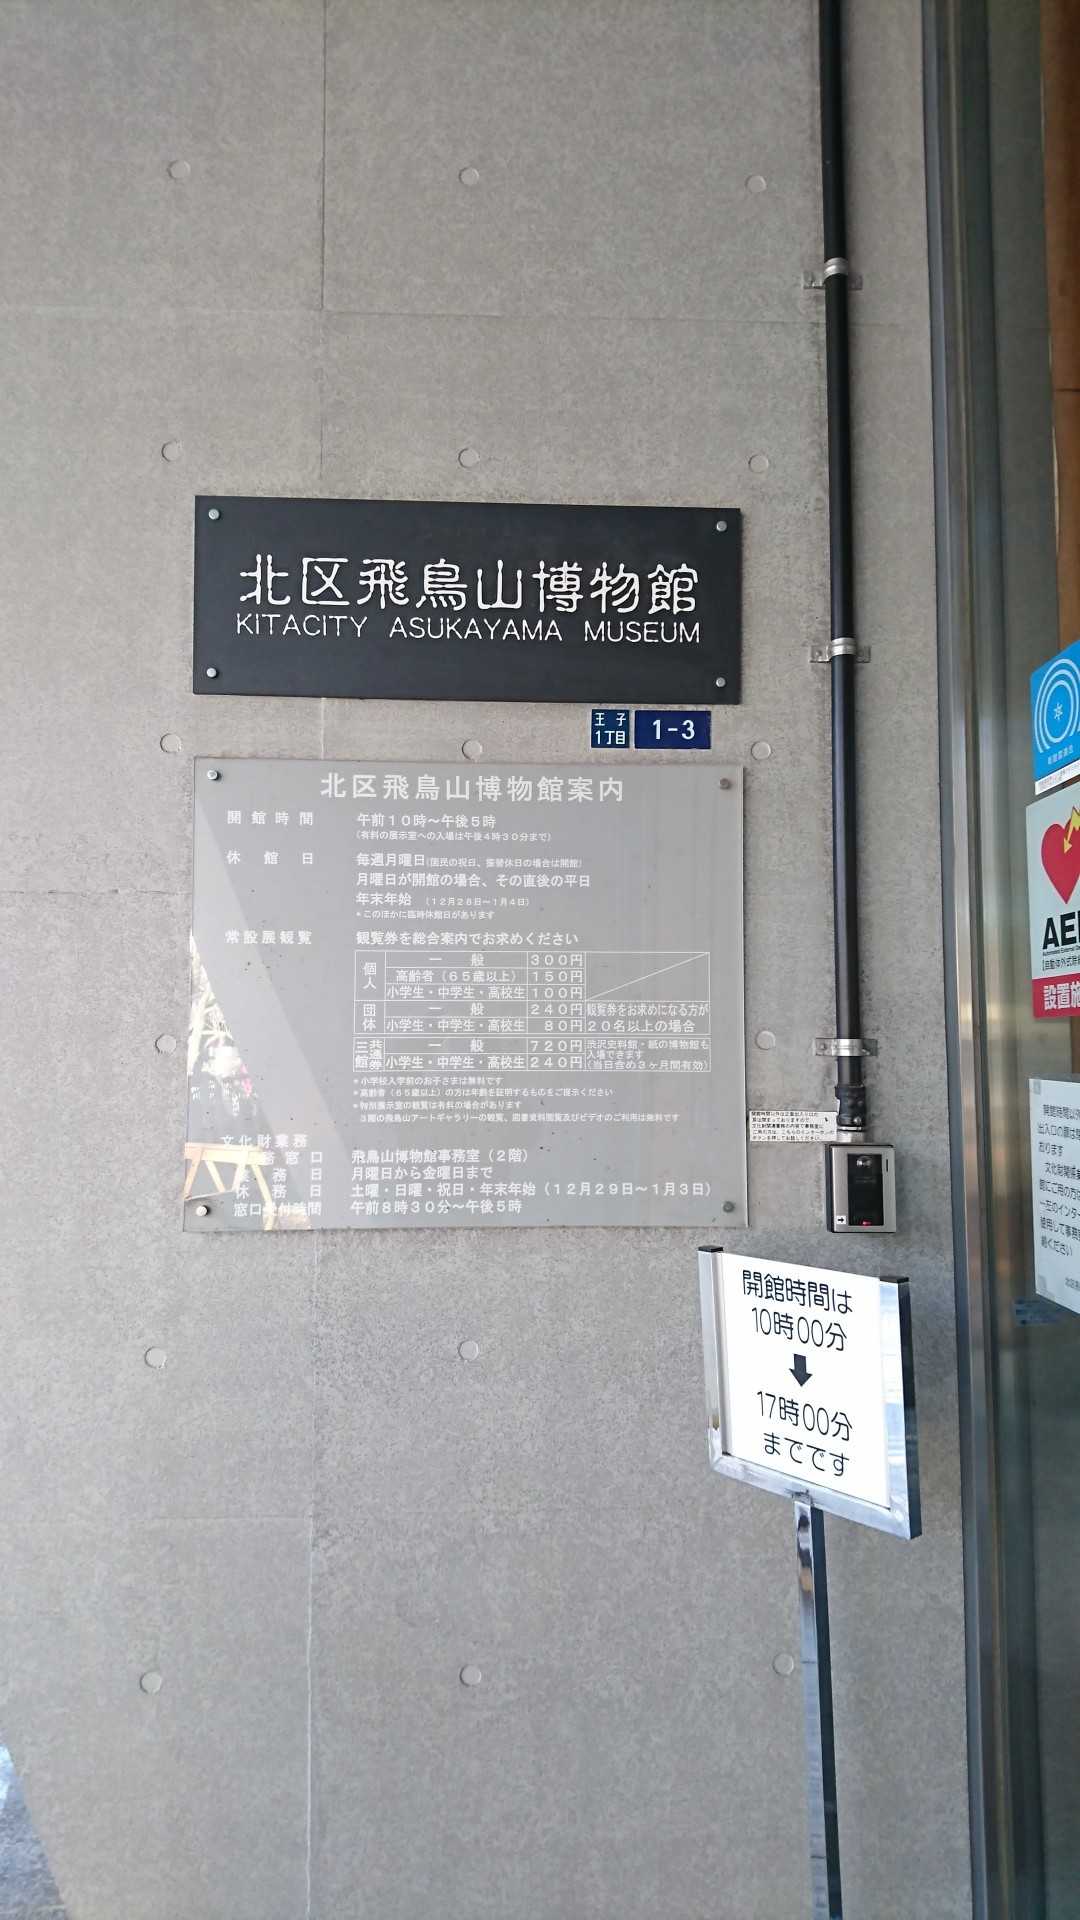 北区飛鳥山博物館
KITACITY ASUKAYAMA MUSEUM
王子
1丁目
1-3
北区飛鳥山博物館案内
開館時間 午前10時～午後5時
(有料の展示室への入場は午後4時30分まで)
休館日 毎週月曜日(国民の祝日、振替休日の場合は開館)
月曜日が開館の場合、その直後の平日
年末年始 (12月28日～1月4日)
*このほかに臨時休館日があります
常設展観覧 観覧券を総合案内でお求めください
個人 一般 300円
高齢者(65歳以上) 150円
小学生・中学生・高校生 100円
団体 一般 240円 観覧券をお求めになる方が
小学生・中学生・高校生 80円 20名以上の場合
三館共通券 一般 720円 渋沢史料館・紙の博物館も
入場できます
小学生・中学生・高校生 240円 (当日含め3ヶ月間有効)
*小学校入学前のお子さまは無料です
*高齢者(65歳以上)の方は年齢を証明するものをご提示ください
*特別展示室の観覧は有料の場合があります
3階の飛鳥山アートギャラリーの観覧、図書資料閲覧及びビデオのご利用は無料です
文化財業務
窓口 飛鳥山博物館事務室(2階)
務日 月曜日から金曜日まで
休務日 土曜・日曜・祝日・年末年始(12月29日～1月3日)
窓口受付時間 午前8時30分～午後5時
開館時間は
10時00分
↓
17時00分
までです
AED
設置施